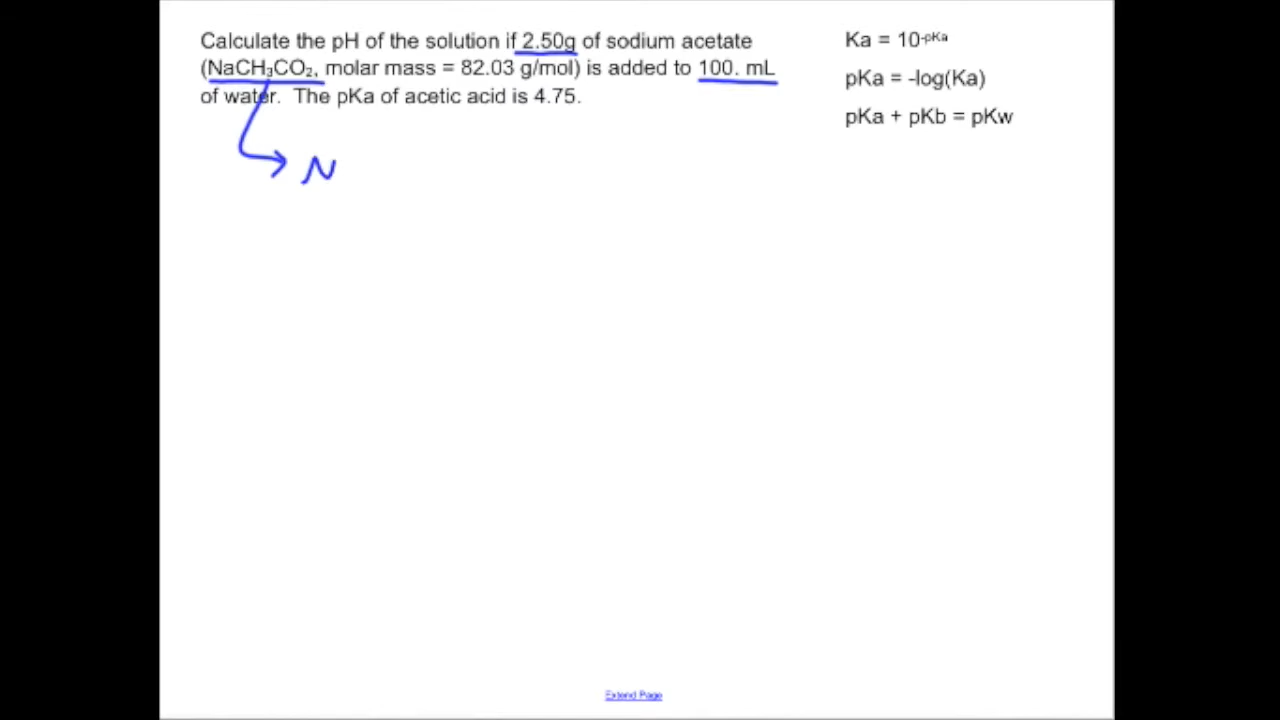 Calculate the pH of the solution if 2.50g of sodium acetate
(NaCH₃CO₂, molar mass = 82.03 g/mol) is added to 100. mL
of water.  The pKa of acetic acid is 4.75.
Ka = 10⁻ᵖᴷᵃ
pKa = -log(Ka)
pKa + pKb = pKw
N
Extend Page